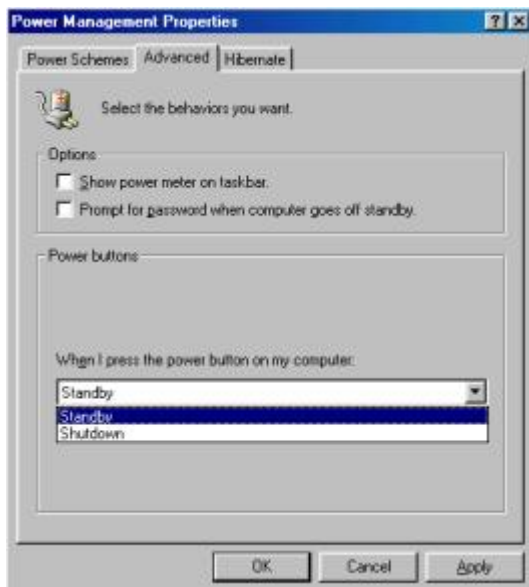 Power Management Properties
Power Schemes Advanced Hibernate
Select the behaviors you want.
Options
Show power meter on taskbar.
Prompt for password when computer goes off standby.
Power buttons
When I press the power button on my computer:
Standby
Standby
Shutdown
OK Cancel Apply